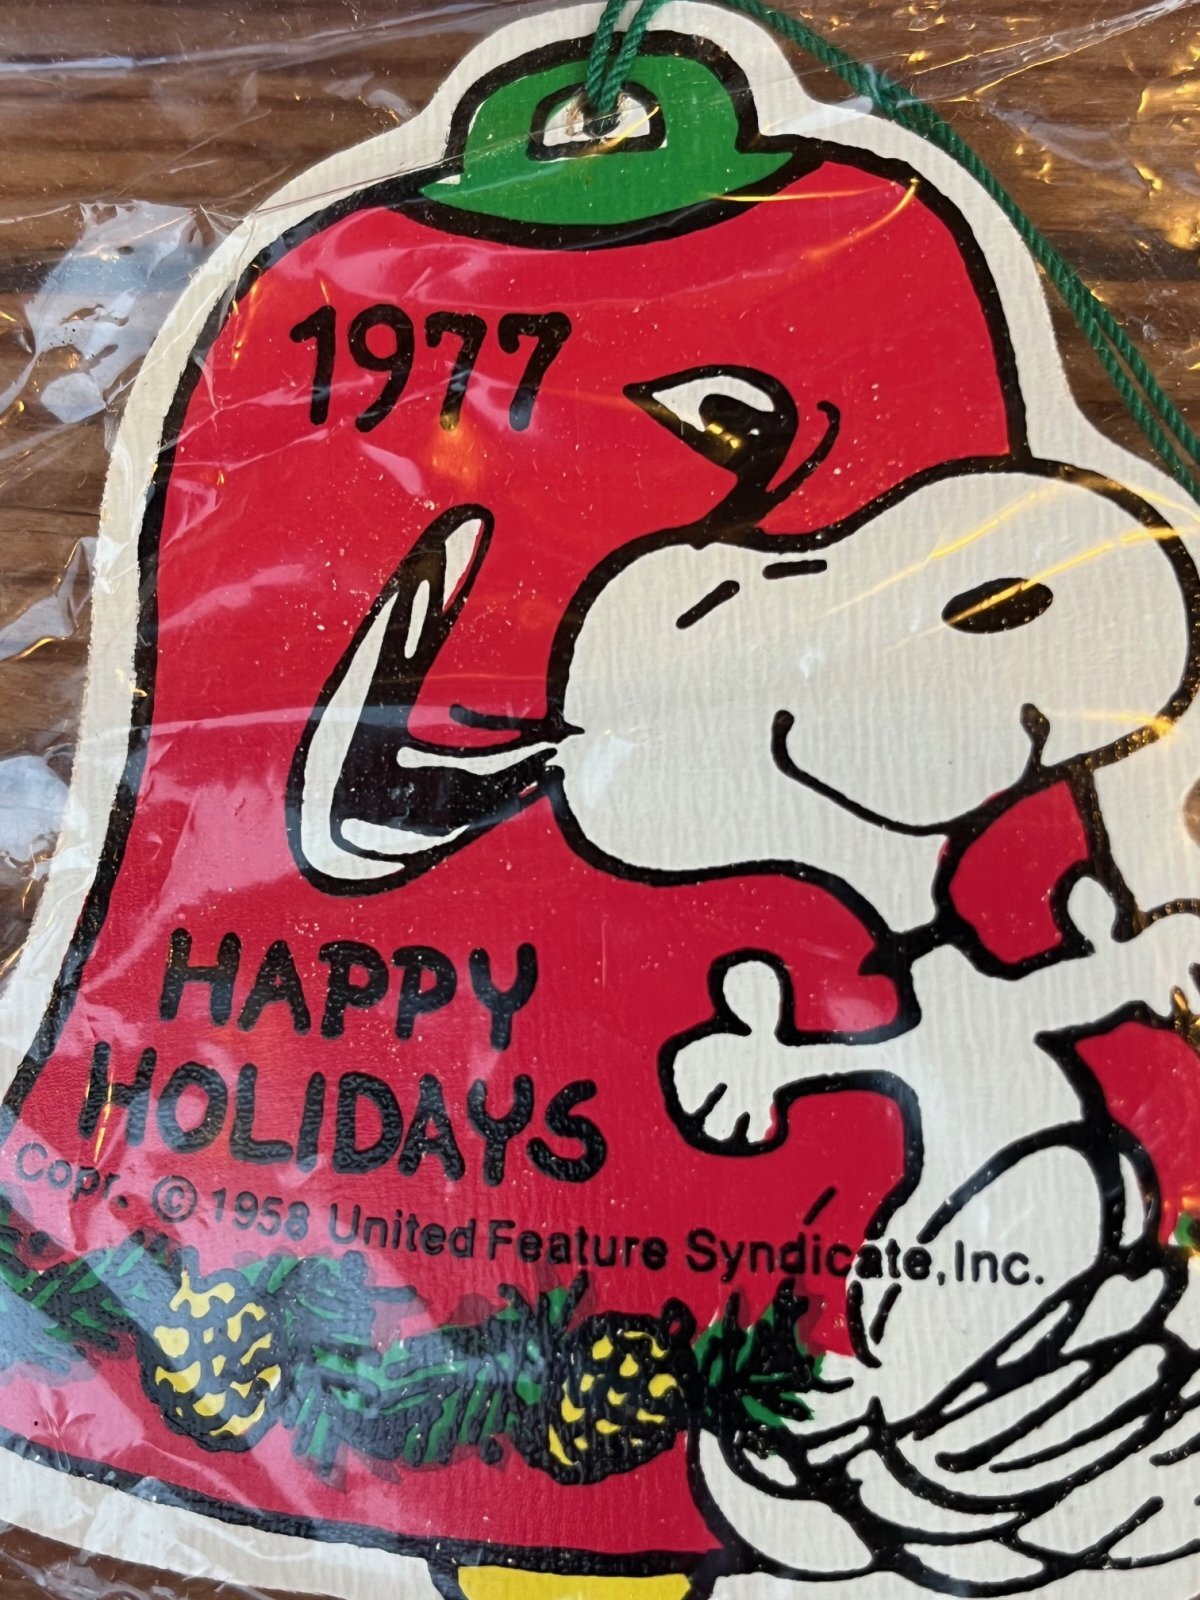 1977
HAPPY
HOLIDAYS
Copr. © 1958 United Feature Syndicate, Inc.